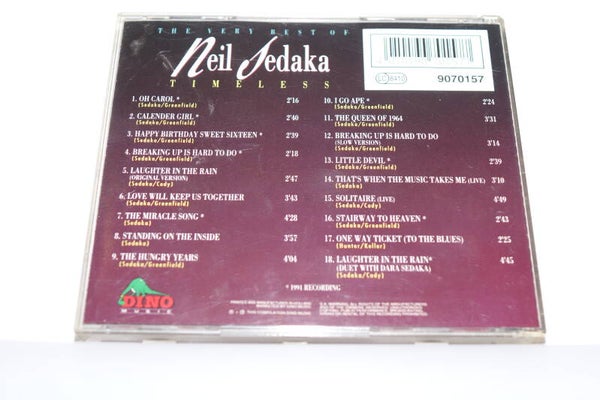 THE VERY BEST OF
Neil Sedaka
TIMELESS
LC 8410
9070157
1. OH CAROL * 2'16
(Sedaka/Greenfield)
2. CALENDER GIRL * 2'40
(Sedaka/Greenfield)
3. HAPPY BIRTHDAY SWEET SIXTEEN * 2'39
(Sedaka/Greenfield)
4. BREAKING UP IS HARD TO DO * 2'18
(Sedaka/Greenfield)
5. LAUGHTER IN THE RAIN
(ORIGINAL VERSION) 2'47
(Sedaka/Cody)
6. LOVE WILL KEEP US TOGETHER 3'43
(Sedaka/Greenfield)
7. THE MIRACLE SONG * 4'28
(Sedaka)
8. STANDING ON THE INSIDE 3'57
(Sedaka)
9. THE HUNGRY YEARS 4'04
(Sedaka/Greenfield)
10. I GO APE * 2'24
(Sedaka/Greenfield)
11. THE QUEEN OF 1964 3'31
(Sedaka/Greenfield)
12. BREAKING UP IS HARD TO DO
(SLOW VERSION) 3'14
(Sedaka/Greenfield)
13. LITTLE DEVIL * 2'39
(Sedaka/Greenfield)
14. THAT'S WHEN THE MUSIC TAKES ME (LIVE) 3'10
(Sedaka)
15. SOLITAIRE (LIVE) 4'49
(Sedaka/Cody)
16. STAIRWAY TO HEAVEN * 2'43
(Sedaka/Greenfield)
17. ONE WAY TICKET (TO THE BLUES) 2'25
(Hunter/Keller)
18. LAUGHTER IN THE RAIN* 4'45
(DUET WITH DARA SEDAKA)
(Sedaka/Cody)
* 1991 RECORDING
DINO
MUSIC